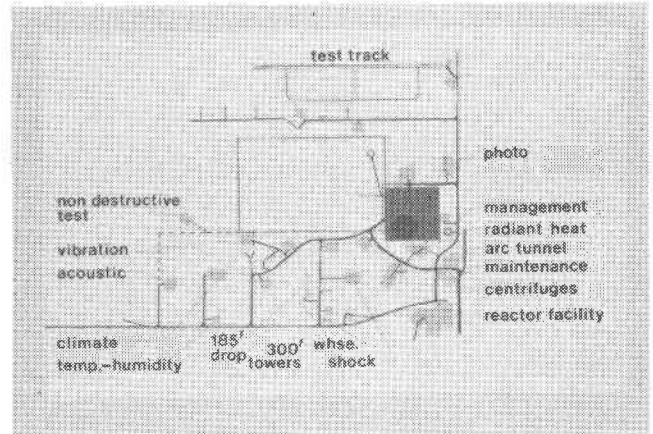 test track
photo
non destructive
test
vibration
acoustic
management
radiant heat
arc tunnel
maintenance
centrifuges
reactor facility
climate
temp.-humidity
185'
drop
300'
towers
whse.
shock